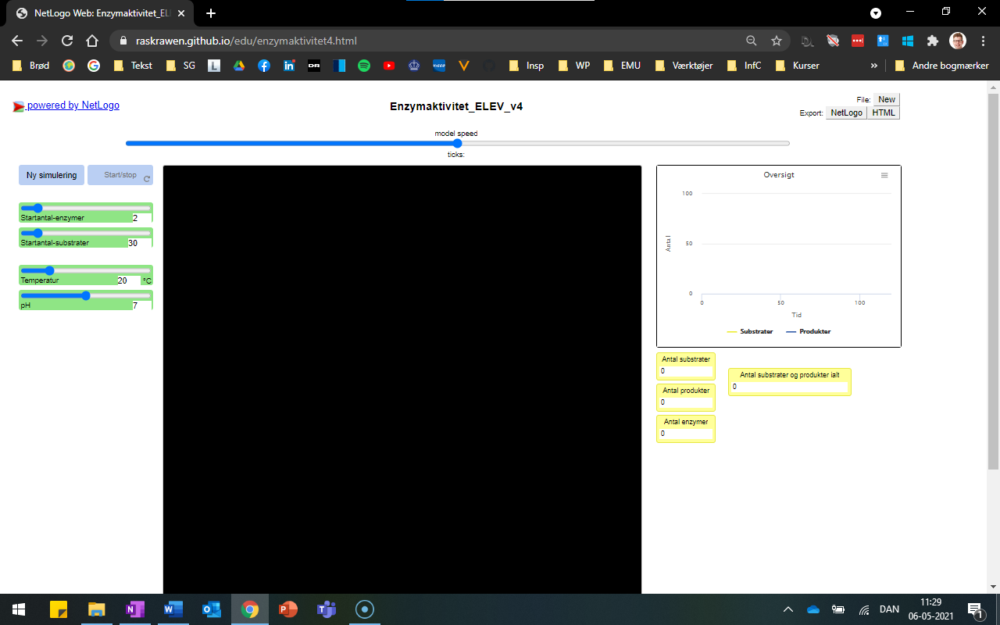 NetLogo Web: Enzymaktivitet_EL
raskrawen.github.io/edu/enzymaktivitet4.html
Brød
Tekst
SG
Insp
WP
EMU
Værktøjer
InfC
Kurser
»
Andre bogmærker
powered by NetLogo
Enzymaktivitet_ELEV_v4
File: New
Export: NetLogo HTML
model speed
ticks:
Ny simulering
Start/stop
Startantal-enzymer 2
Startantal-substrater 30
Temperatur 20 °C
pH 7
Oversigt
100
50
0
Antal
0 50 100
Tid
Substrater Produkter
Antal substrater
0
Antal substrater og produkter ialt
0
Antal produkter
0
Antal enzymer
0
DAN
11:29
06-05-2021
1